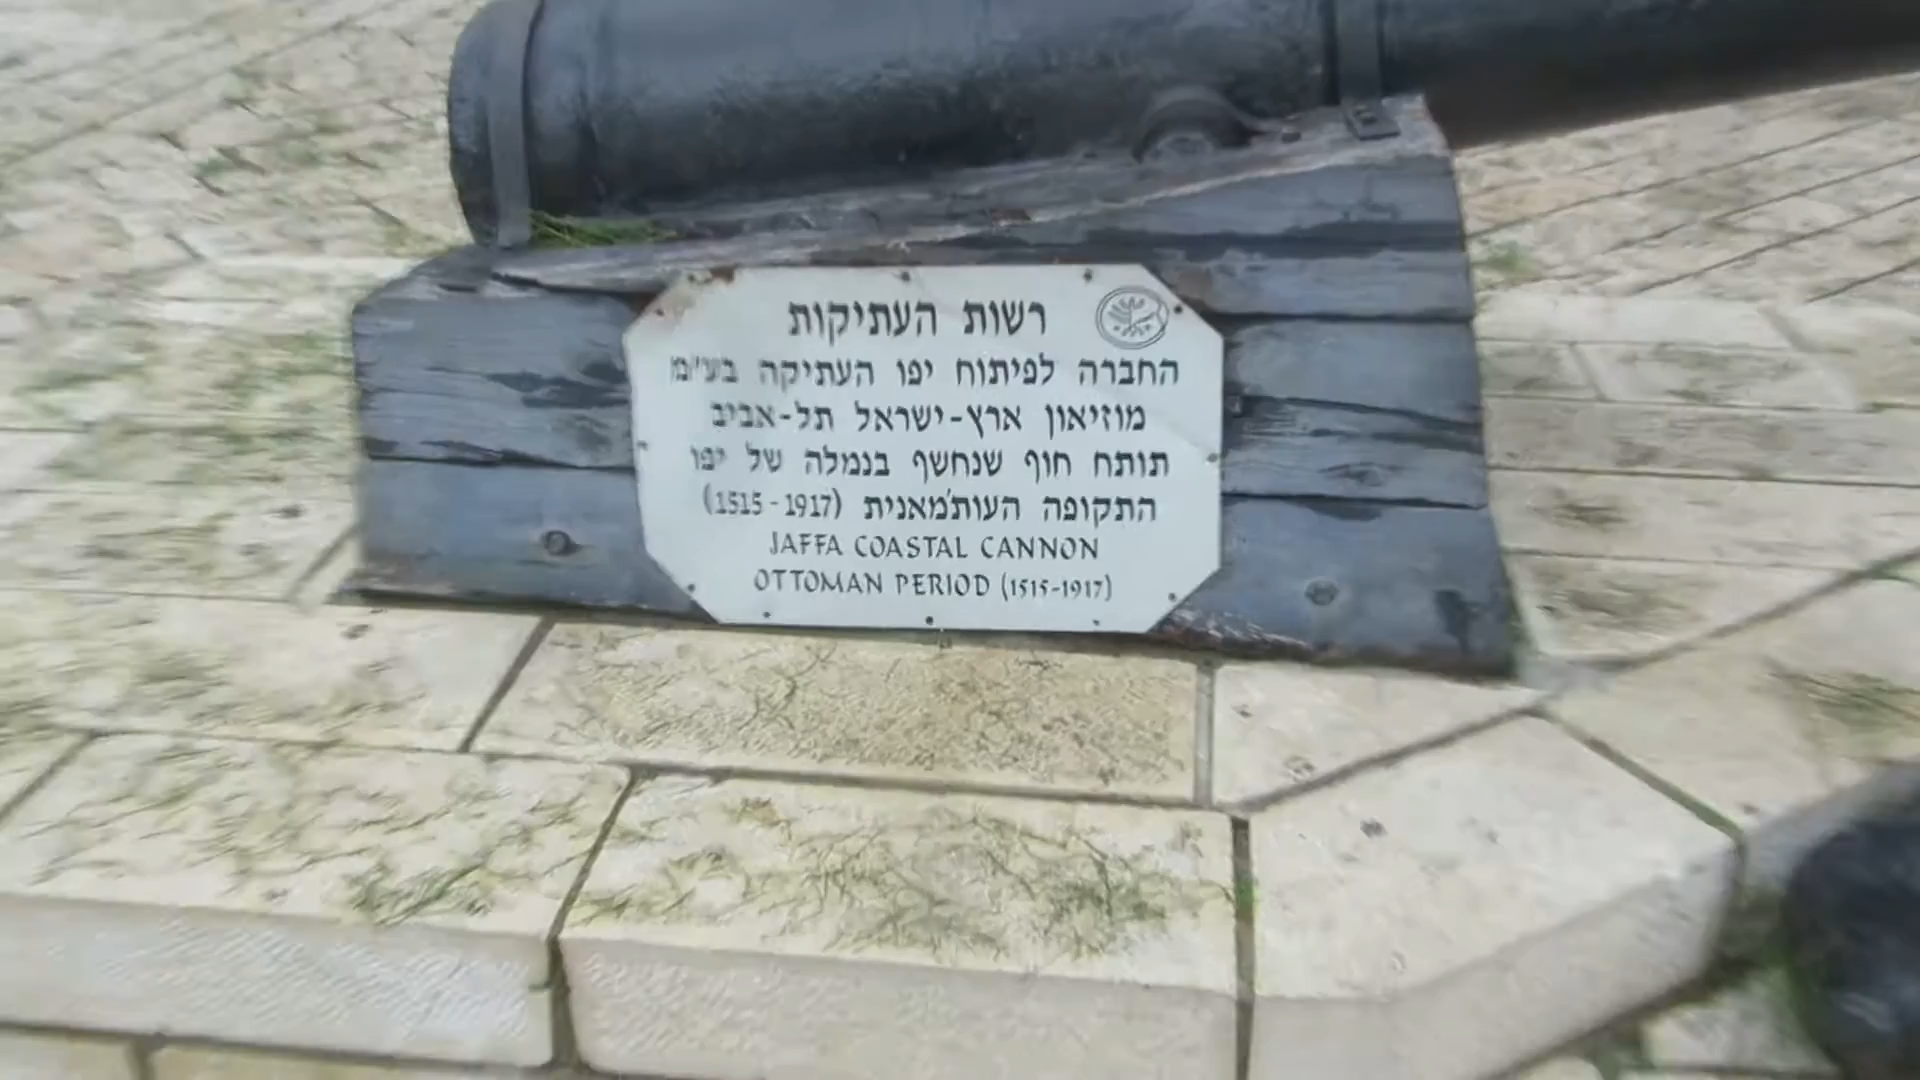 רשות העתיקות
החברה לפיתוח יפו העתיקה בע״מ
מוזיאון ארץ-ישראל תל-אביב
תותח חוף שנחשף בנמלה של יפו
התקופה העות'מאנית (1917 - 1515)
JAFFA COASTAL CANNON
OTTOMAN PERIOD (1515-1917)